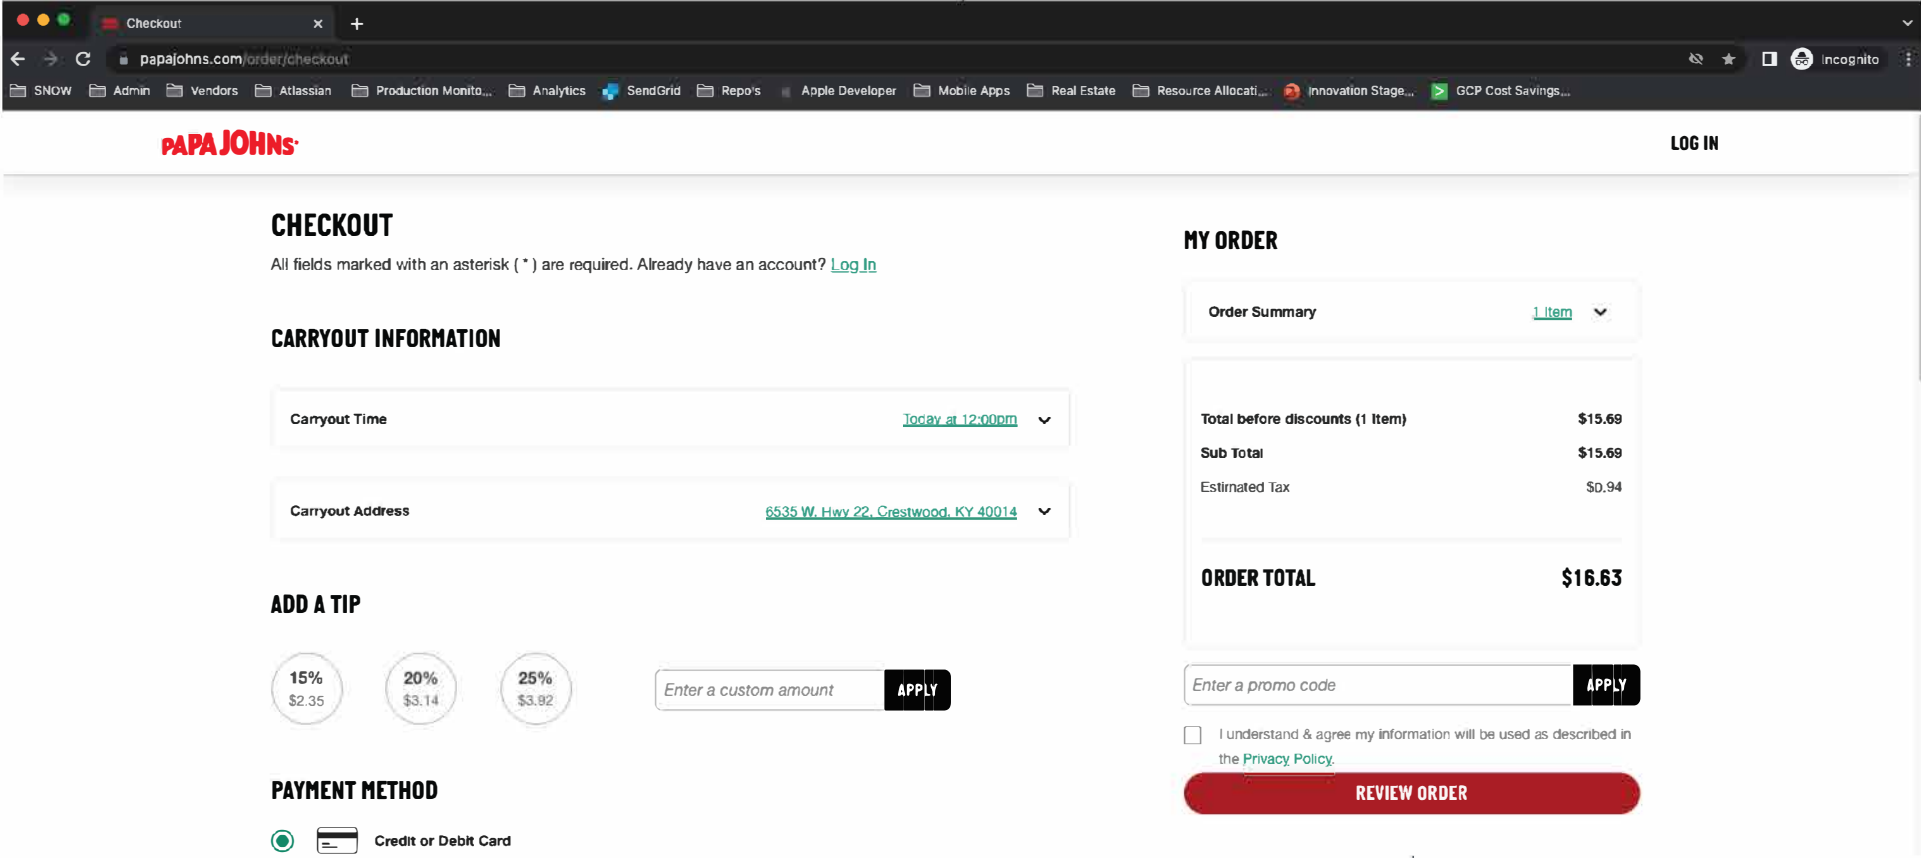 Checkout
papajohns.com/order/checkout
Incognito
SNOW Admin Vendors Atlassian Production Monito... Analytics SendGrid Repo's Apple Developer Mobile Apps Real Estate Resource Allocati... Innovation Stage... GCP Cost Savings...
PAPA JOHNS
LOG IN
CHECKOUT
All fields marked with an asterisk ( * ) are required. Already have an account? Log In
CARRYOUT INFORMATION
Carryout Time Today at 12:00pm
Carryout Address 6535 W. Hwy 22, Crestwood, KY 40014
ADD A TIP
15% 20% 25%
$2.35 $3.14 $3.92
Enter a custom amount APPLY
PAYMENT METHOD
Credit or Debit Card
MY ORDER
Order Summary 1 Item
Total before discounts (1 Item) $15.69
Sub Total $15.69
Estimated Tax $0.94
ORDER TOTAL $16.63
Enter a promo code APPLY
I understand & agree my information will be used as described in
the Privacy Policy.
REVIEW ORDER